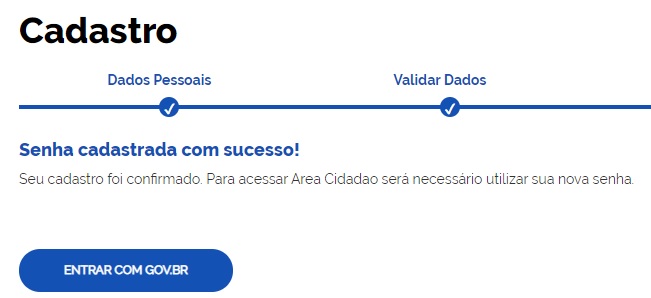 Cadastro
Dados Pessoais
Validar Dados
Senha cadastrada com sucesso!
Seu cadastro foi confirmado. Para acessar Area Cidadao será necessário utilizar sua nova senha.
ENTRAR COM GOV.BR